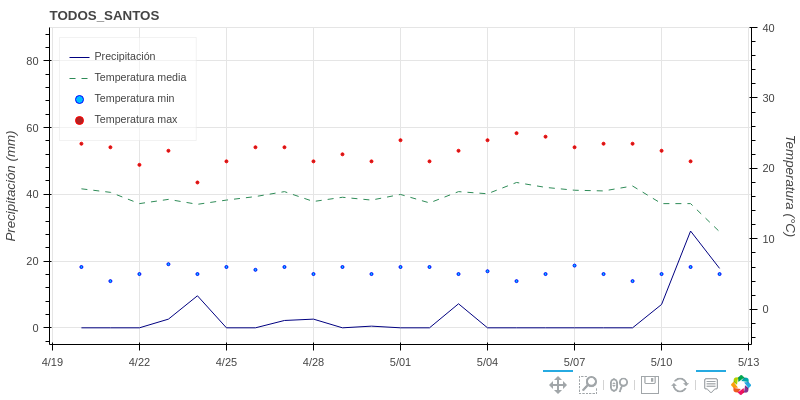 TODOS_SANTOS
Precipitación
Temperatura media
Temperatura min
Temperatura max
Precipitación (mm)
80
60
40
20
0
Temperatura (°C)
40
30
20
10
0
4/19 4/22 4/25 4/28 5/01 5/04 5/07 5/10 5/13